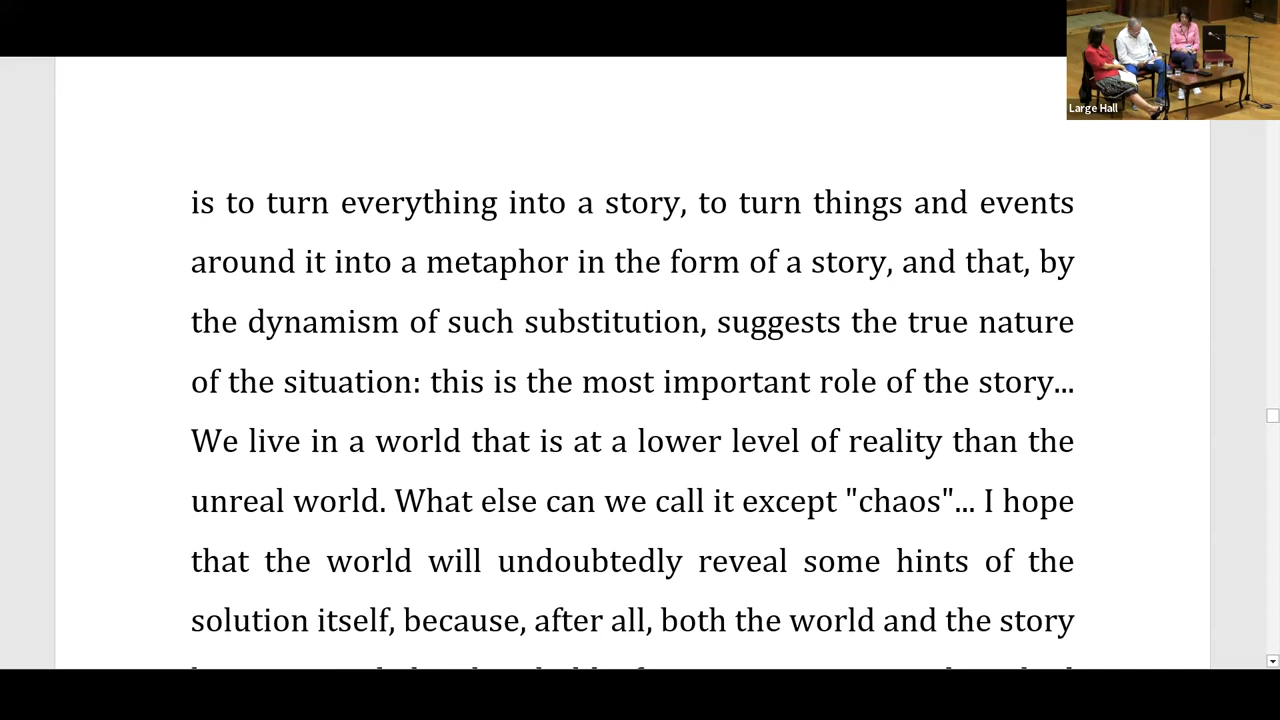 Large Hall
is to turn everything into a story, to turn things and events
around it into a metaphor in the form of a story, and that, by
the dynamism of such substitution, suggests the true nature
of the situation: this is the most important role of the story...
We live in a world that is at a lower level of reality than the
unreal world. What else can we call it except "chaos"... I hope
that the world will undoubtedly reveal some hints of the
solution itself, because, after all, both the world and the story